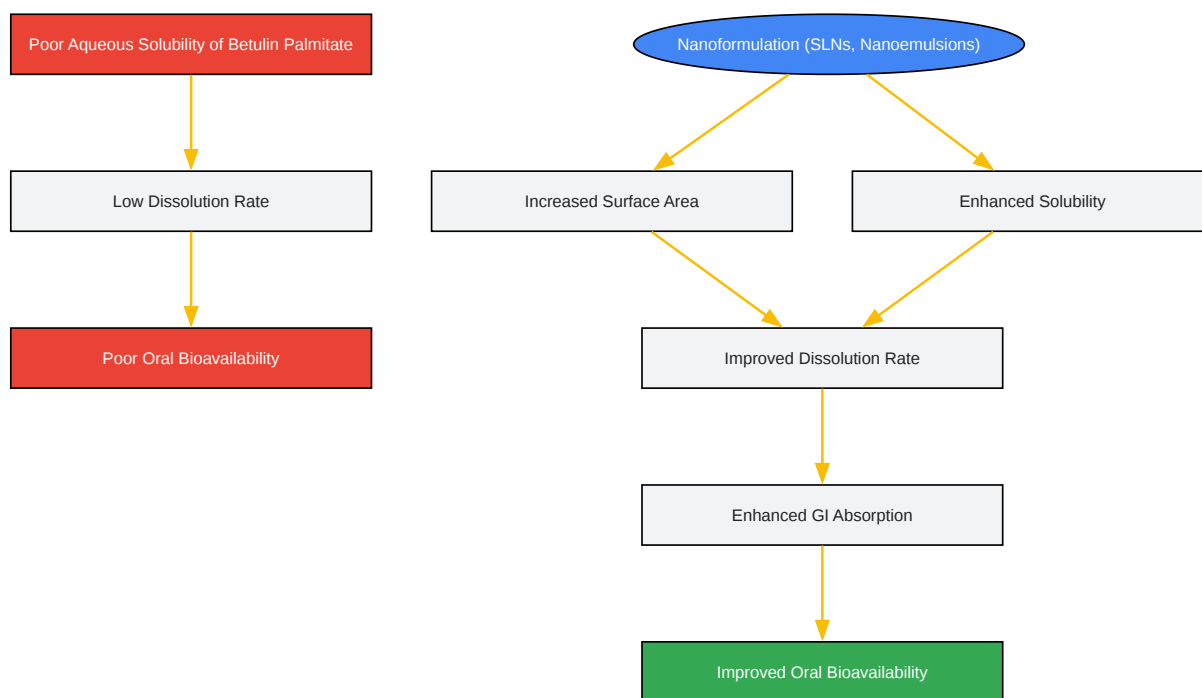 Poor Aqueous Solubility of Betulin Palmitate
Nanoformulation (SLNs, Nanoemulsions)
Low Dissolution Rate
Increased Surface Area
Enhanced Solubility
Poor Oral Bioavailability
Improved Dissolution Rate
Enhanced GI Absorption
Improved Oral Bioavailability